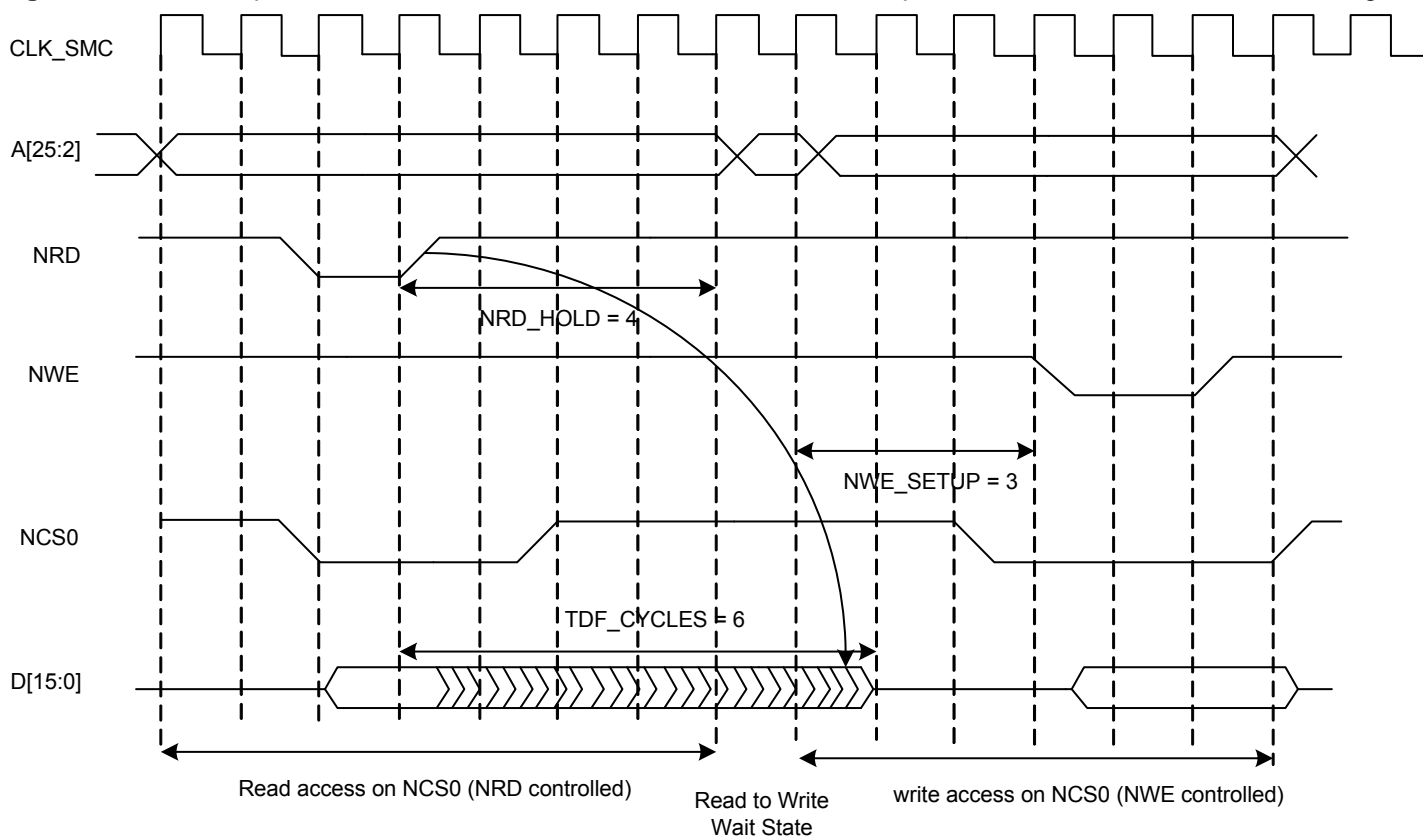 CLK_SMC
A[25:2]
NRD
NRD_HOLD = 4
NWE
NWE_SETUP = 3
NCS0
TDF_CYCLES = 6
D[15:0]
Read access on NCS0 (NRD controlled)
Read to Write
Wait State
write access on NCS0 (NWE controlled)